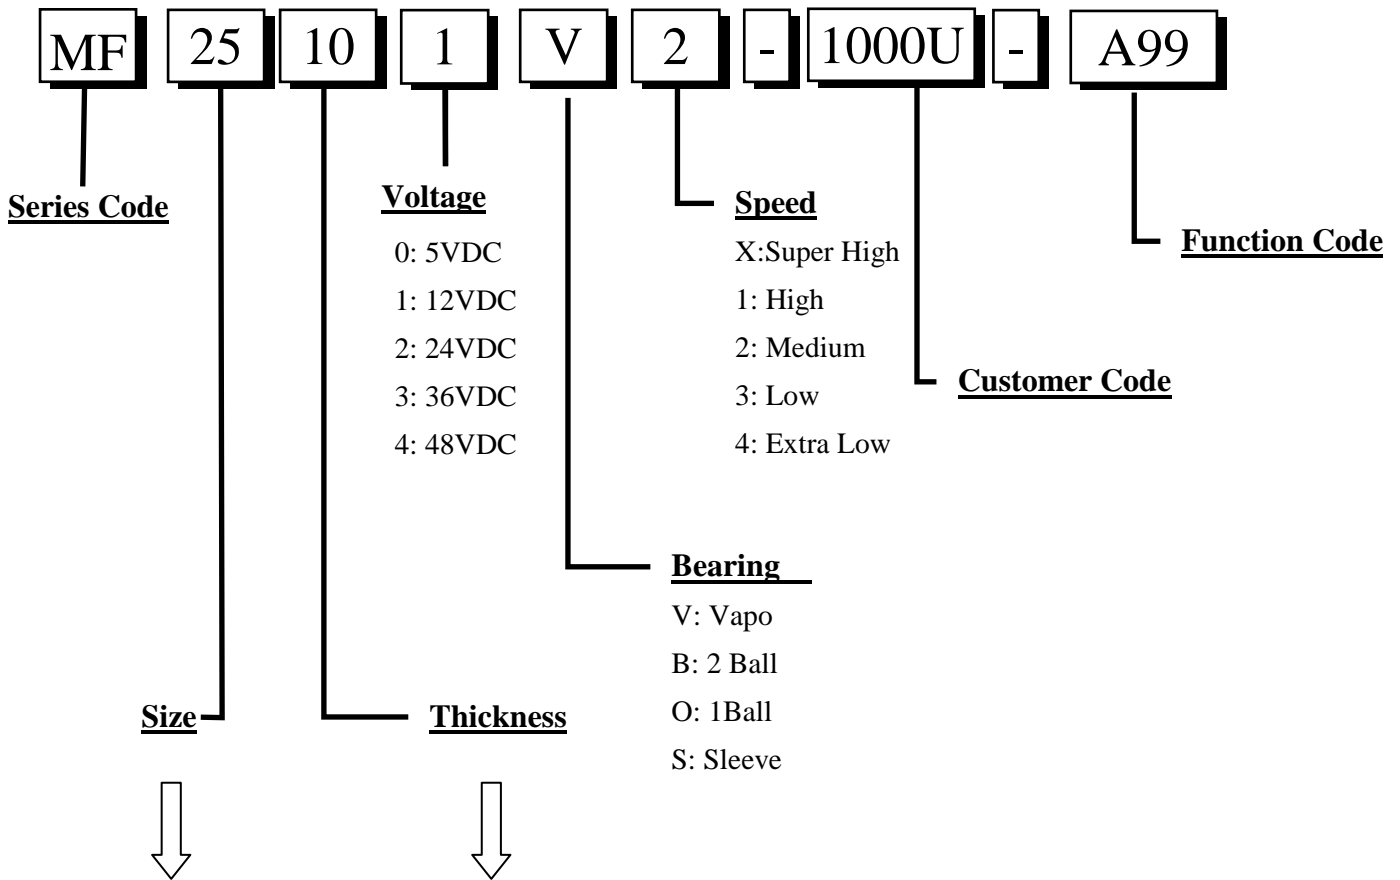 MF 25 10 1 V 2 - 1000U - A99
Series Code
Voltage
0: 5VDC
1: 12VDC
2: 24VDC
3: 36VDC
4: 48VDC
Speed
X:Super High
1: High
2: Medium
3: Low
4: Extra Low
Function Code
Customer Code
Bearing
V: Vapo
B: 2 Ball
O: 1Ball
S: Sleeve
Size
Thickness